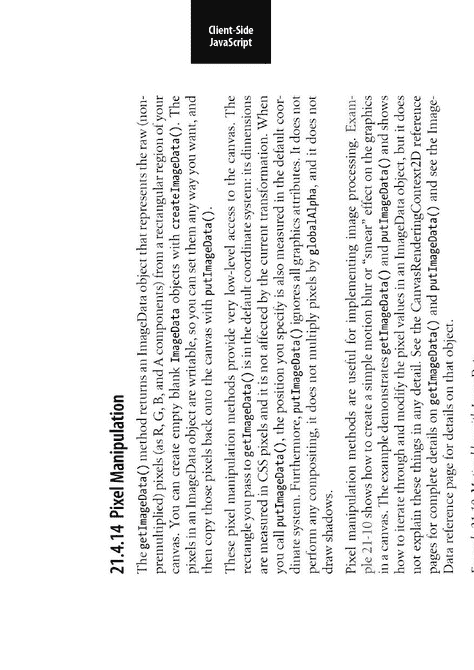 Client-Side
JavaScript
21.4.14 Pixel Manipulation
The getImageData() method returns an ImageData object that represents the raw (non-
premultiplied) pixels (as R, G, B, and A components) from a rectangular region of your
canvas. You can create empty blank ImageData objects with createImageData(). The
pixels in an ImageData object are writable, so you can set them any way you want, and
then copy those pixels back onto the canvas with putImageData().
These pixel manipulation methods provide very low-level access to the canvas. The
rectangle you pass to getImageData() is in the default coordinate system: its dimensions
are measured in CSS pixels and it is not affected by the current transformation. When
you call putImageData(), the position you specify is also measured in the default coor-
dinate system. Furthermore, putImageData() ignores all graphics attributes. It does not
perform any compositing, it does not multiply pixels by globalAlpha, and it does not
draw shadows.
Pixel manipulation methods are useful for implementing image processing. Exam-
ple 21-10 shows how to create a simple motion blur or “smear” effect on the graphics
in a canvas. The example demonstrates getImageData() and putImageData() and shows
how to iterate through and modify the pixel values in an ImageData object, but it does
not explain these things in any detail. See the CanvasRenderingContext2D reference
pages for complete details on getImageData() and putImageData() and see the Image-
Data reference page for details on that object.